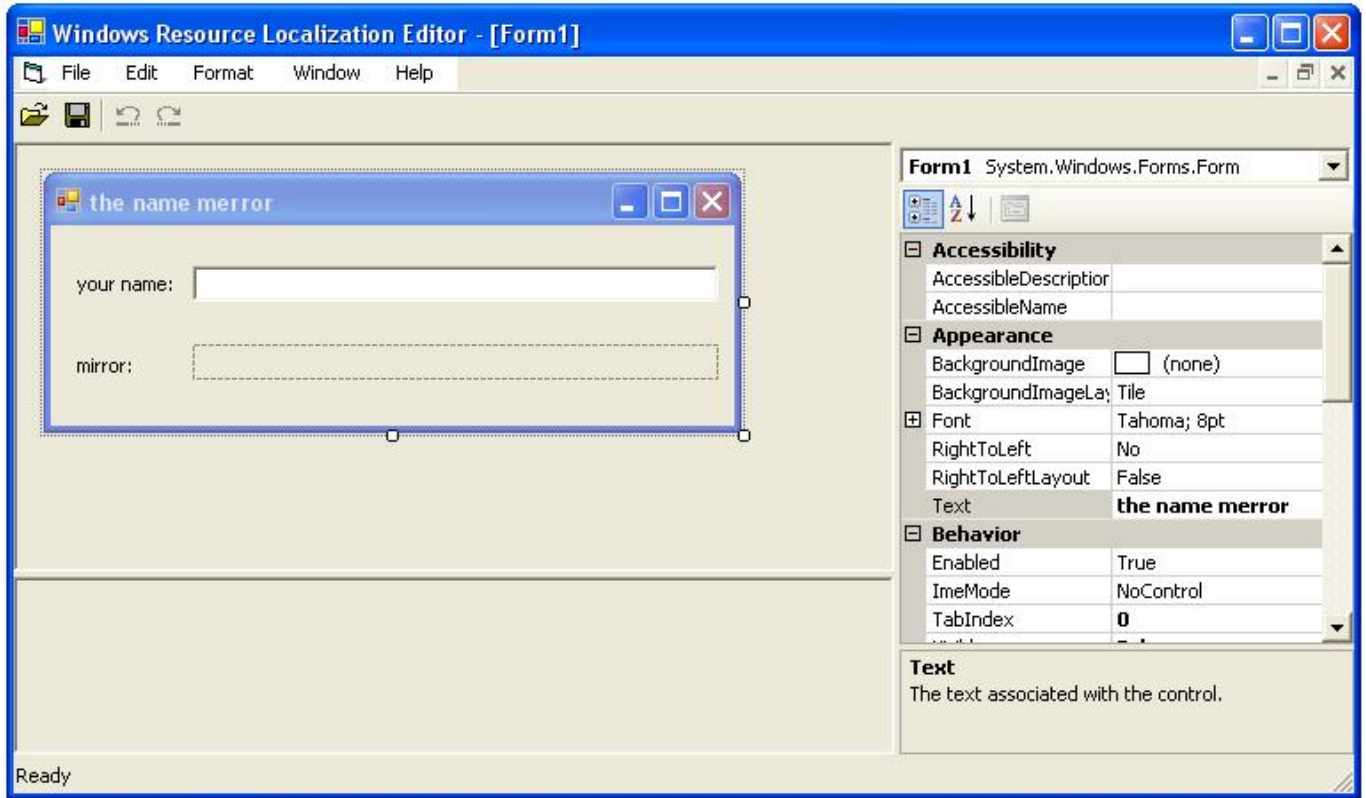 Windows Resource Localization Editor - [Form1]
File Edit Format Window Help
the name merror
your name:
mirror:
Form1 System.Windows.Forms.Form
A
Z
Accessibility
AccessibleDescription
AccessibleName
Appearance
BackgroundImage (none)
BackgroundImageLay Tile
Font Tahoma; 8pt
RightToLeft No
RightToLeftLayout False
Text the name merror
Behavior
Enabled True
ImeMode NoControl
TabIndex 0
Text
The text associated with the control.
Ready